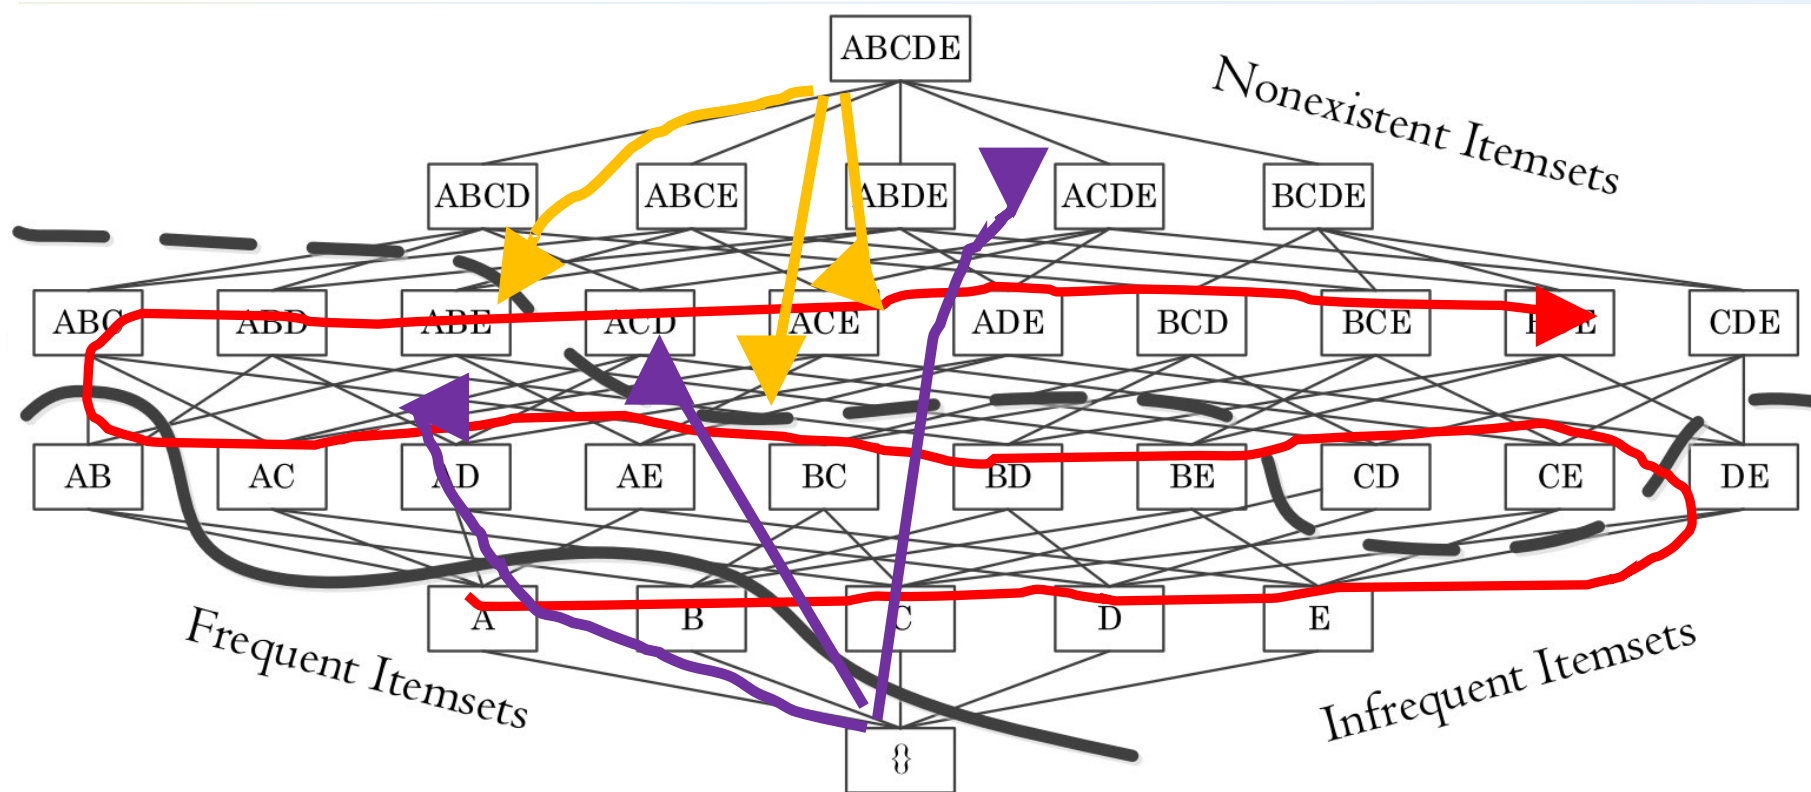 ABCDE
Nonexistent Itemsets
ABCD ABCE ABDE ACDE BCDE
ABC ABD ABE ACD ACE ADE BCD BCE CDE
AB AC AD AE BC BD BE CD CE DE
A B C D E
Frequent Itemsets
Infrequent Itemsets
{}